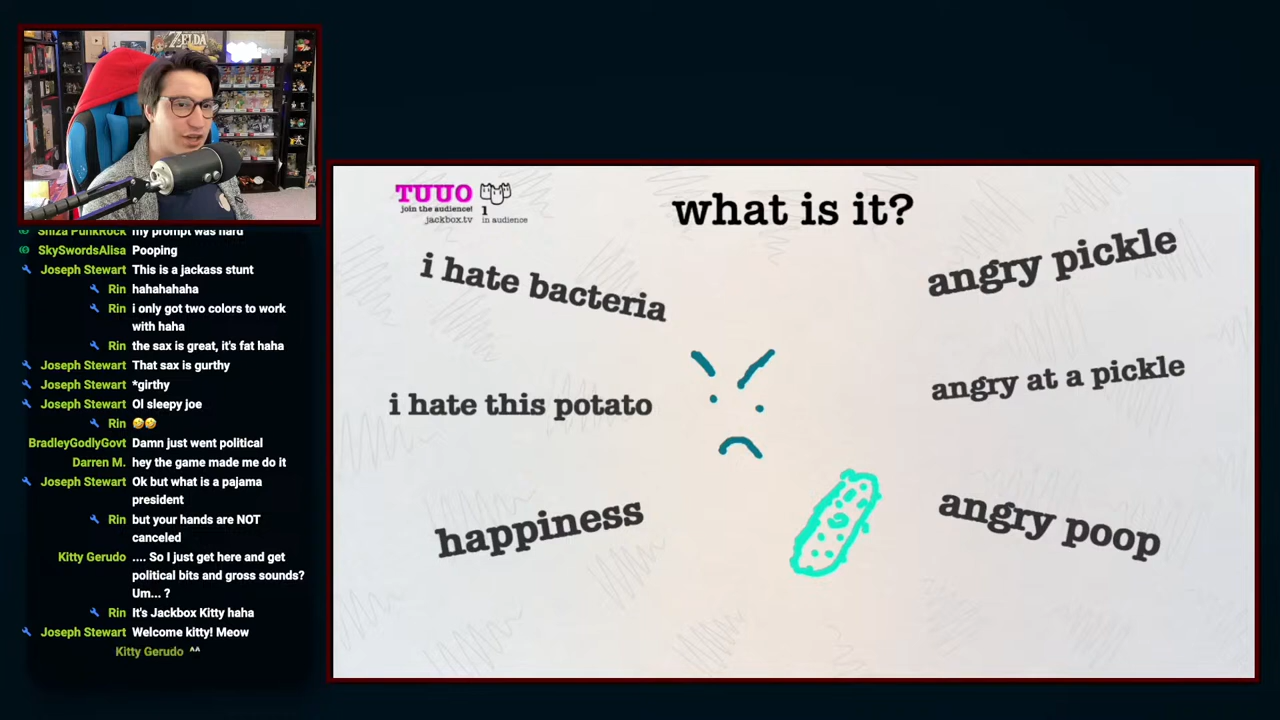 ZELDA
Shiza PunkRock my prompt was hard
SkySwordsAlisa Pooping
Joseph Stewart This is a jackass stunt
Rin hahahahaha
Rin i only got two colors to work
with haha
Rin the sax is great, it's fat haha
Joseph Stewart That sax is gurthy
Joseph Stewart *girthy
Joseph Stewart Ol sleepy joe
Rin 🤣🤣
BradleyGodlyGovt Damn just went political
Darren M. hey the game made me do it
Joseph Stewart Ok but what is a pajama
president
Rin but your hands are NOT
canceled
Kitty Gerudo .... So I just get here and get
political bits and gross sounds?
Um... ?
Rin It's Jackbox Kitty haha
Joseph Stewart Welcome kitty! Meow
Kitty Gerudo ^^
TUUO
join the audience!
jackbox.tv
1
in audience
what is it?
i hate bacteria
i hate this potato
happiness
angry pickle
angry at a pickle
angry poop